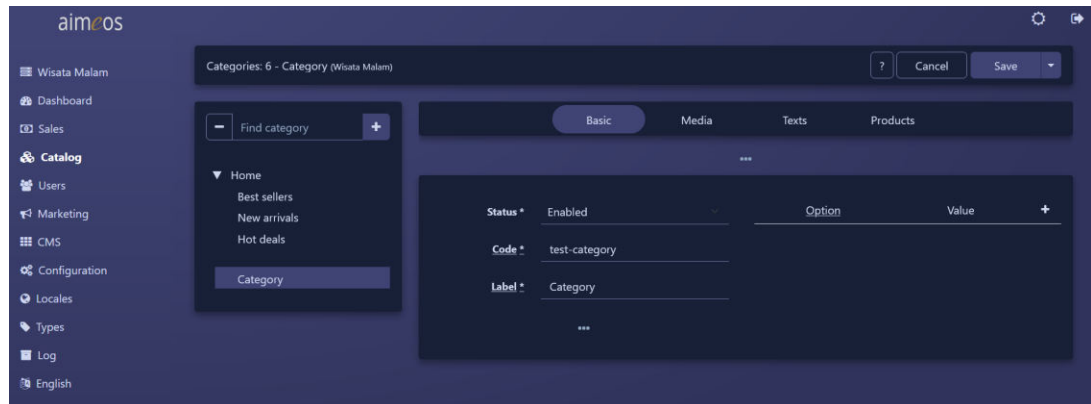 aimeos
Wisata Malam
Dashboard
Sales
Catalog
Users
Marketing
CMS
Configuration
Locales
Types
Log
English
Categories: 6 - Category (Wisata Malam)
?
Cancel
Save
Find category
Home
Best sellers
New arrivals
Hot deals
Category
Basic
Media
Texts
Products
Status * Enabled
Code * test-category
Label * Category
Option Value +